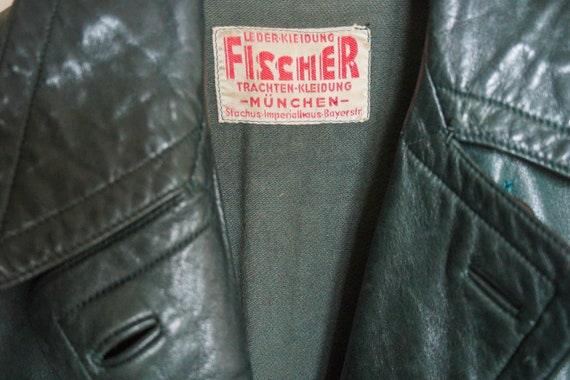 LEDER-KLEIDUNG
FISCHER
TRACHTEN-KLEIDUNG
-MÜNCHEN-
Stachus-Imperialhaus-Bayerstr.